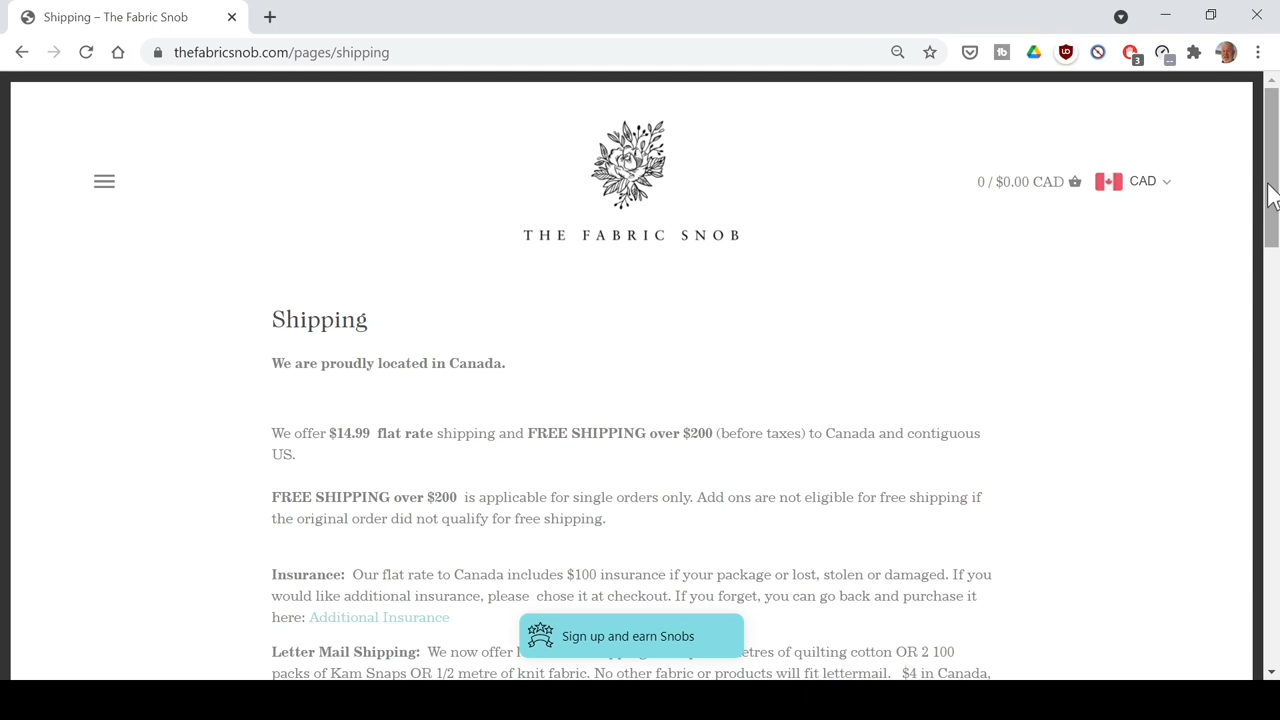 Shipping – The Fabric Snob
thefabricsnob.com/pages/shipping
3
0 / $0.00 CAD
CAD
THE FABRIC SNOB
Shipping
We are proudly located in Canada.
We offer $14.99 flat rate shipping and FREE SHIPPING over $200 (before taxes) to Canada and contiguous
US.
FREE SHIPPING over $200 is applicable for single orders only. Add ons are not eligible for free shipping if
the original order did not qualify for free shipping.
Insurance: Our flat rate to Canada includes $100 insurance if your package or lost, stolen or damaged. If you
would like additional insurance, please chose it at checkout. If you forget, you can go back and purchase it
here: Additional Insurance
Sign up and earn Snobs
Letter Mail Shipping: We now offer etres of quilting cotton OR 2 100
packs of Kam Snaps OR 1/2 metre of knit fabric. No other fabric or products will fit lettermail. $4 in Canada,